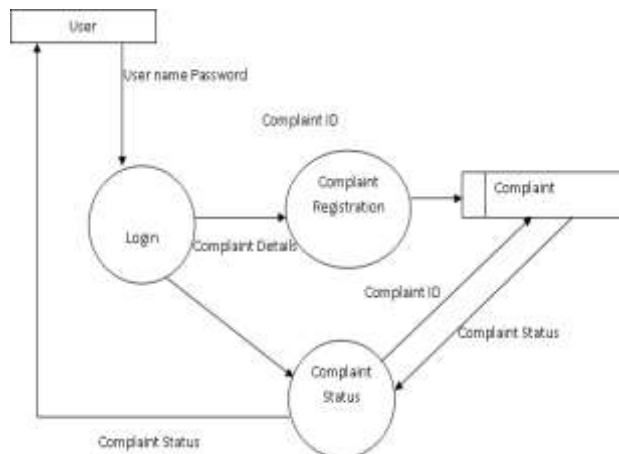 User
User name Password
Complaint ID
Complaint
Registration
Complaint
Login
Complaint Details
Complaint ID
Complaint Status
Complaint
Status
Complaint Status